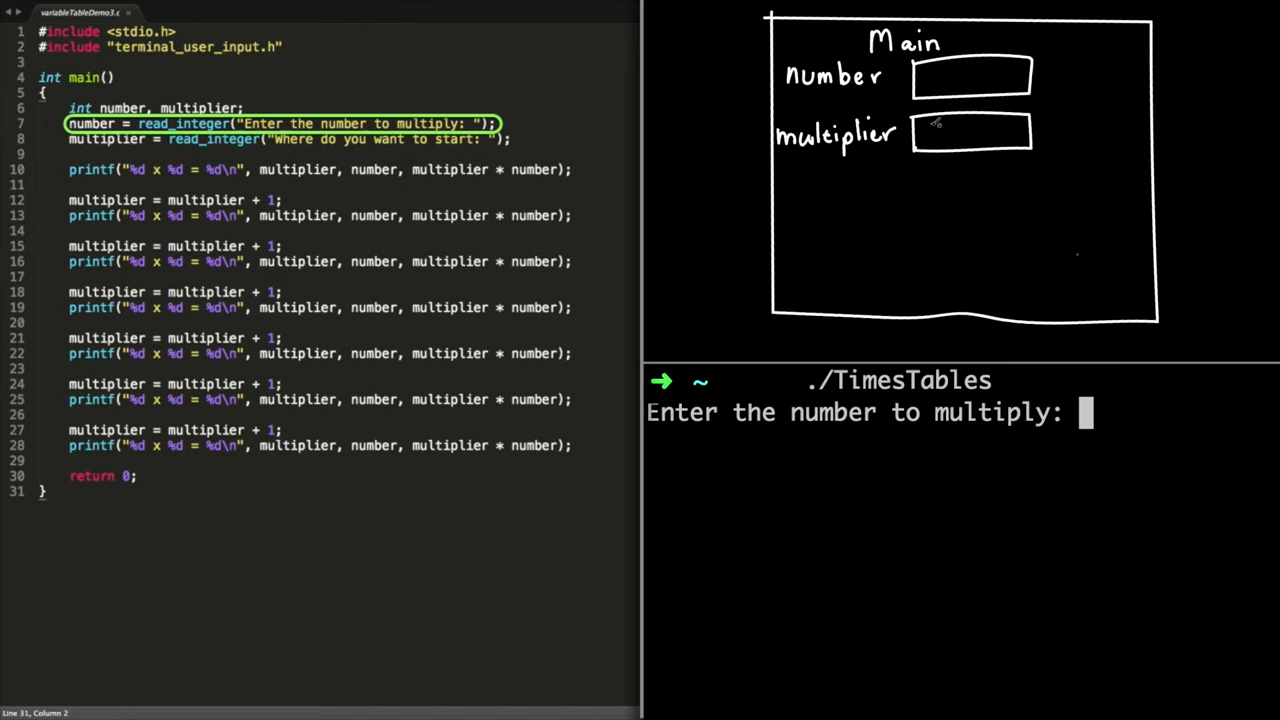 variableTableDemo3.c
1 #include <stdio.h>
2 #include "terminal_user_input.h"
3
4 int main()
5 {
6 int number, multiplier;
7 number = read_integer("Enter the number to multiply: ");
8 multiplier = read_integer("Where do you want to start: ");
9
10 printf("%d x %d = %d\n", multiplier, number, multiplier * number);
11
12 multiplier = multiplier + 1;
13 printf("%d x %d = %d\n", multiplier, number, multiplier * number);
14
15 multiplier = multiplier + 1;
16 printf("%d x %d = %d\n", multiplier, number, multiplier * number);
17
18 multiplier = multiplier + 1;
19 printf("%d x %d = %d\n", multiplier, number, multiplier * number);
20
21 multiplier = multiplier + 1;
22 printf("%d x %d = %d\n", multiplier, number, multiplier * number);
23
24 multiplier = multiplier + 1;
25 printf("%d x %d = %d\n", multiplier, number, multiplier * number);
26
27 multiplier = multiplier + 1;
28 printf("%d x %d = %d\n", multiplier, number, multiplier * number);
29
30 return 0;
31 }
Line 31, Column 2
Main
number
multiplier
➜ ~ ./TimesTables
Enter the number to multiply: